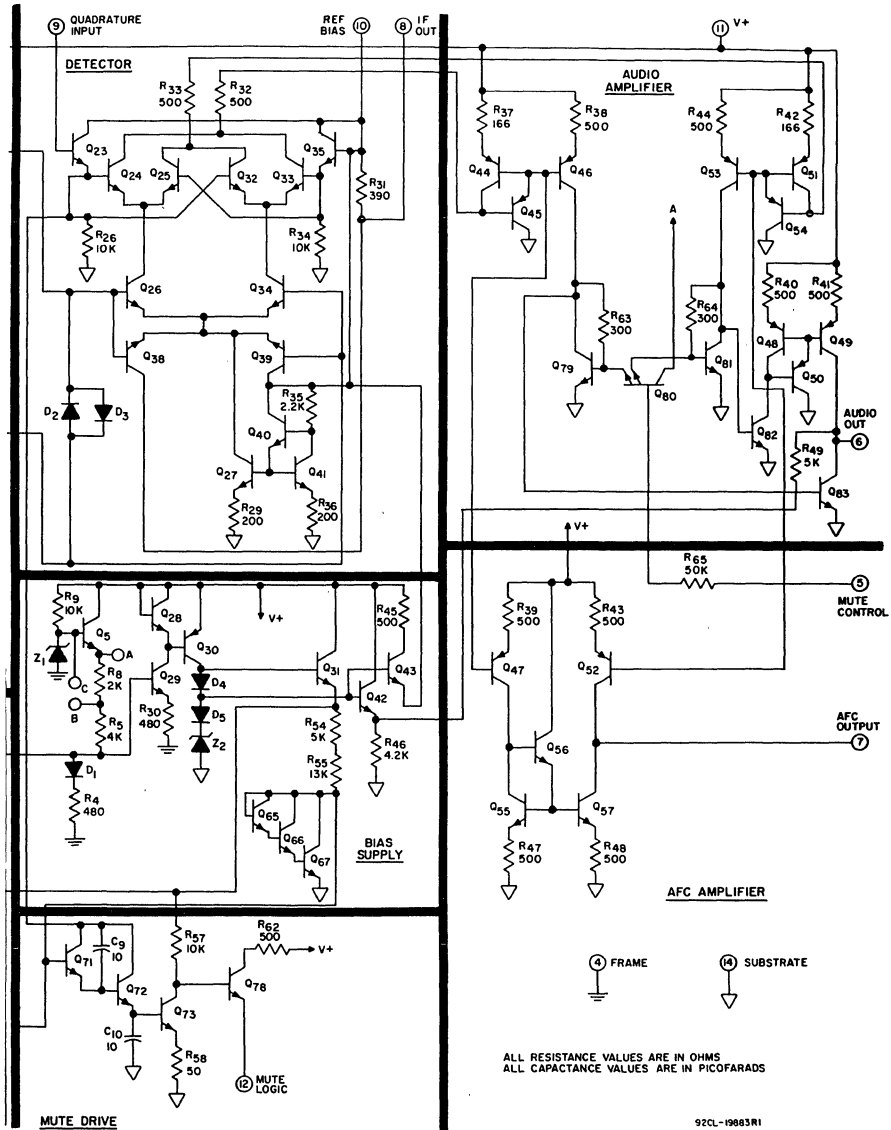 9 QUADRATURE INPUT
REF BIAS 10
8 IF OUT
11 V+
DETECTOR
AUDIO AMPLIFIER
R33 500
R32 500
R37 166
R38 500
R44 500
R42 166
Q23
Q24
Q25
Q32
Q33
Q35
R31 390
Q44
Q46
Q53
Q51
Q45
A
Q54
R26 10K
R34 10K
Q26
Q34
R40 500
R41 500
R63 300
R64 300
Q38
Q39
Q79
Q80
Q81
Q48
Q49
Q50
D2
D3
R35 2.2K
Q40
Q27
Q41
Q82
AUDIO OUT
6
R49 5K
R29 200
R36 200
Q83
V+
R65 50K
5
MUTE CONTROL
R9 10K
Q5
Q28
V+
R45 500
R39 500
R43 500
Z1
A
Q30
Q31
Q43
Q47
Q52
C
R8 2K
Q29
D4
Q42
B
R5 4K
R30 480
D5
R54 5K
AFC OUTPUT
7
Z2
R46 4.2K
Q56
D1
R55 13K
R4 480
Q65
Q66
Q67
Q55
Q57
BIAS SUPPLY
R47 500
R48 500
AFC AMPLIFIER
R62 500
V+
C9 10
R57 10K
Q71
Q72
Q78
4 FRAME
14 SUBSTRATE
Q73
C10 10
R58 50
12 MUTE LOGIC
ALL RESISTANCE VALUES ARE IN OHMS
ALL CAPACTANCE VALUES ARE IN PICOFARADS
MUTE DRIVE
92CL-19883R1